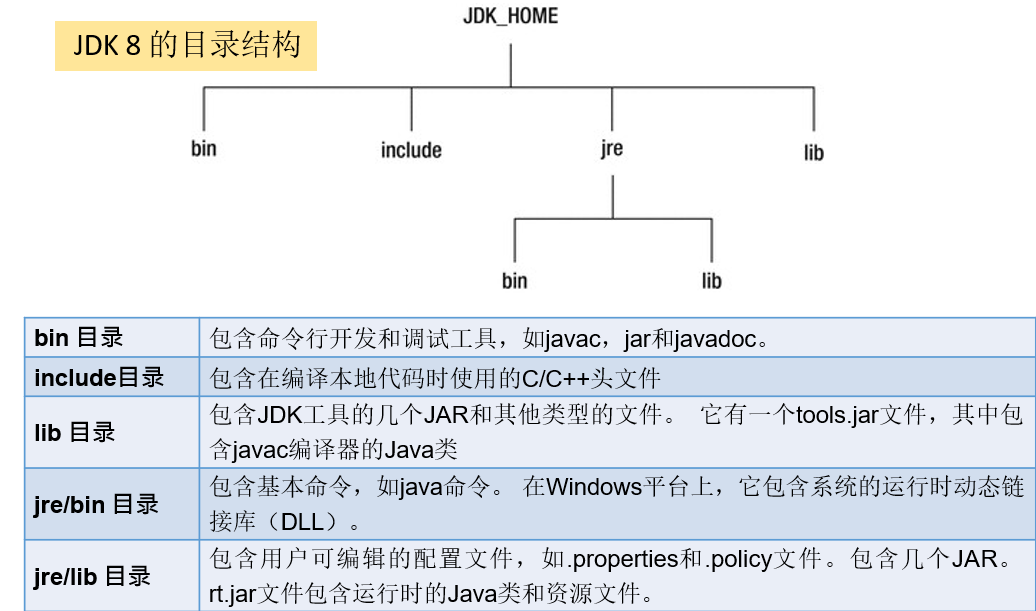 JDK_HOME
JDK 8 的目录结构
bin
include
jre
lib
bin
lib
bin 目录
包含命令行开发和调试工具，如javac，jar和javadoc。
include目录
包含在编译本地代码时使用的C/C++头文件
lib 目录
包含JDK工具的几个JAR和其他类型的文件。 它有一个tools.jar文件，其中包
含javac编译器的Java类
jre/bin 目录
包含基本命令，如java命令。 在Windows平台上，它包含系统的运行时动态链
接库（DLL）。
jre/lib 目录
包含用户可编辑的配置文件，如.properties和.policy文件。包含几个JAR。
rt.jar文件包含运行时的Java类和资源文件。